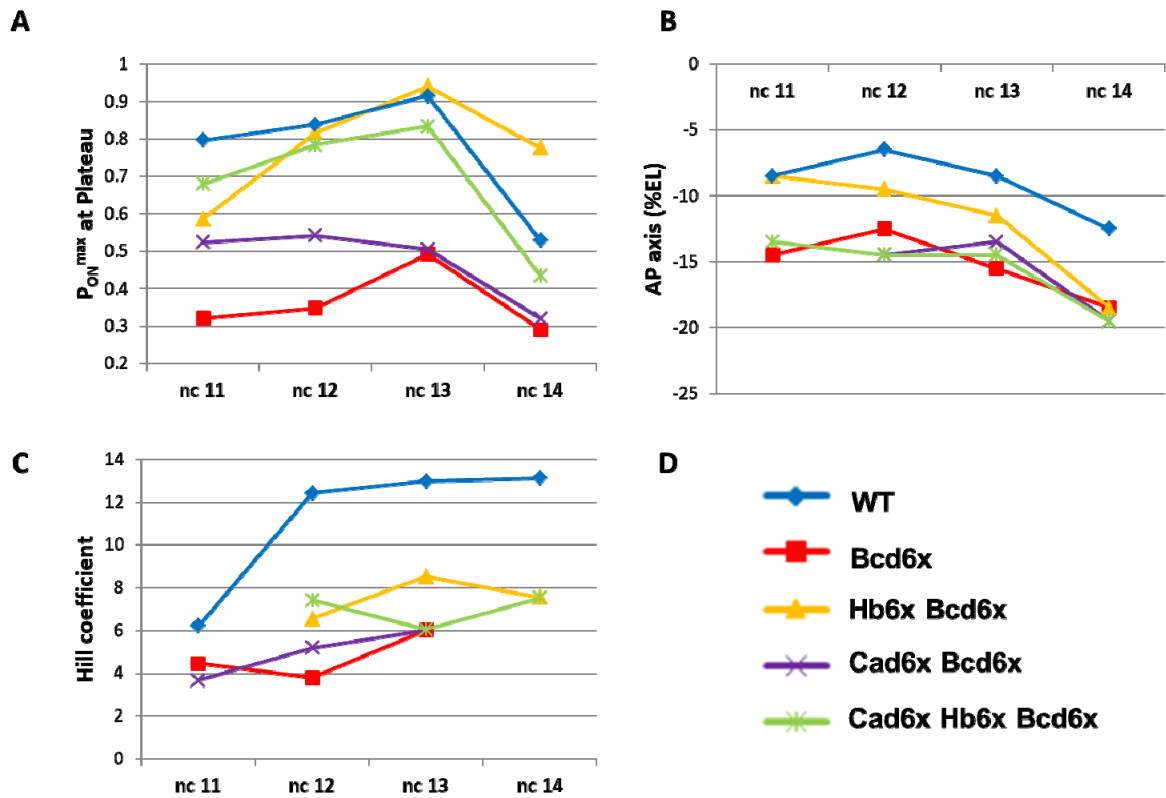 A
P_ON^max at Plateau
1
0.9
0.8
0.7
0.6
0.5
0.4
0.3
0.2
nc 11 nc 12 nc 13 nc 14
B
AP axis (%EL)
0
-5
-10
-15
-20
-25
nc 11 nc 12 nc 13 nc 14
C
Hill coefficient
14
12
10
8
6
4
2
0
nc 11 nc 12 nc 13 nc 14
D
WT
Bcd6x
Hb6x Bcd6x
Cad6x Bcd6x
Cad6x Hb6x Bcd6x